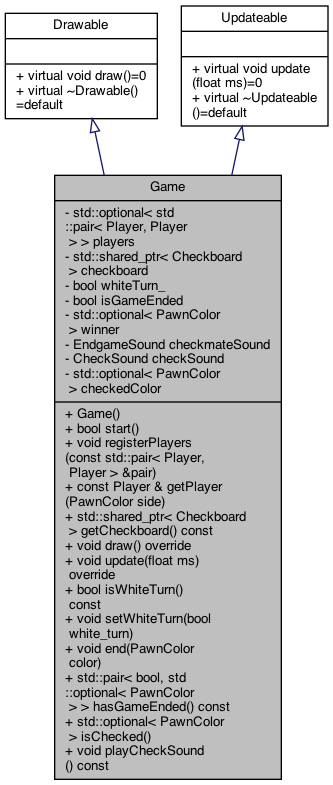 Drawable
+ virtual void draw()=0
+ virtual ~Drawable()
=default
Updateable
+ virtual void update
(float ms)=0
+ virtual ~Updateable
()=default
Game
- std::optional< std
::pair< Player, Player
> > players
- std::shared_ptr< Checkboard
> checkboard
- bool whiteTurn_
- bool isGameEnded
- std::optional< PawnColor
> winner
- EndgameSound checkmateSound
- CheckSound checkSound
- std::optional< PawnColor
> checkedColor
+ Game()
+ bool start()
+ void registerPlayers
(const std::pair< Player,
Player > &pair)
+ const Player & getPlayer
(PawnColor side)
+ std::shared_ptr< Checkboard
> getCheckboard() const
+ void draw() override
+ void update(float ms)
override
+ bool isWhiteTurn()
const
+ void setWhiteTurn(bool
white_turn)
+ void end(PawnColor
color)
+ std::pair< bool, std
::optional< PawnColor
> > hasGameEnded() const
+ std::optional< PawnColor
> isChecked()
+ void playCheckSound
() const